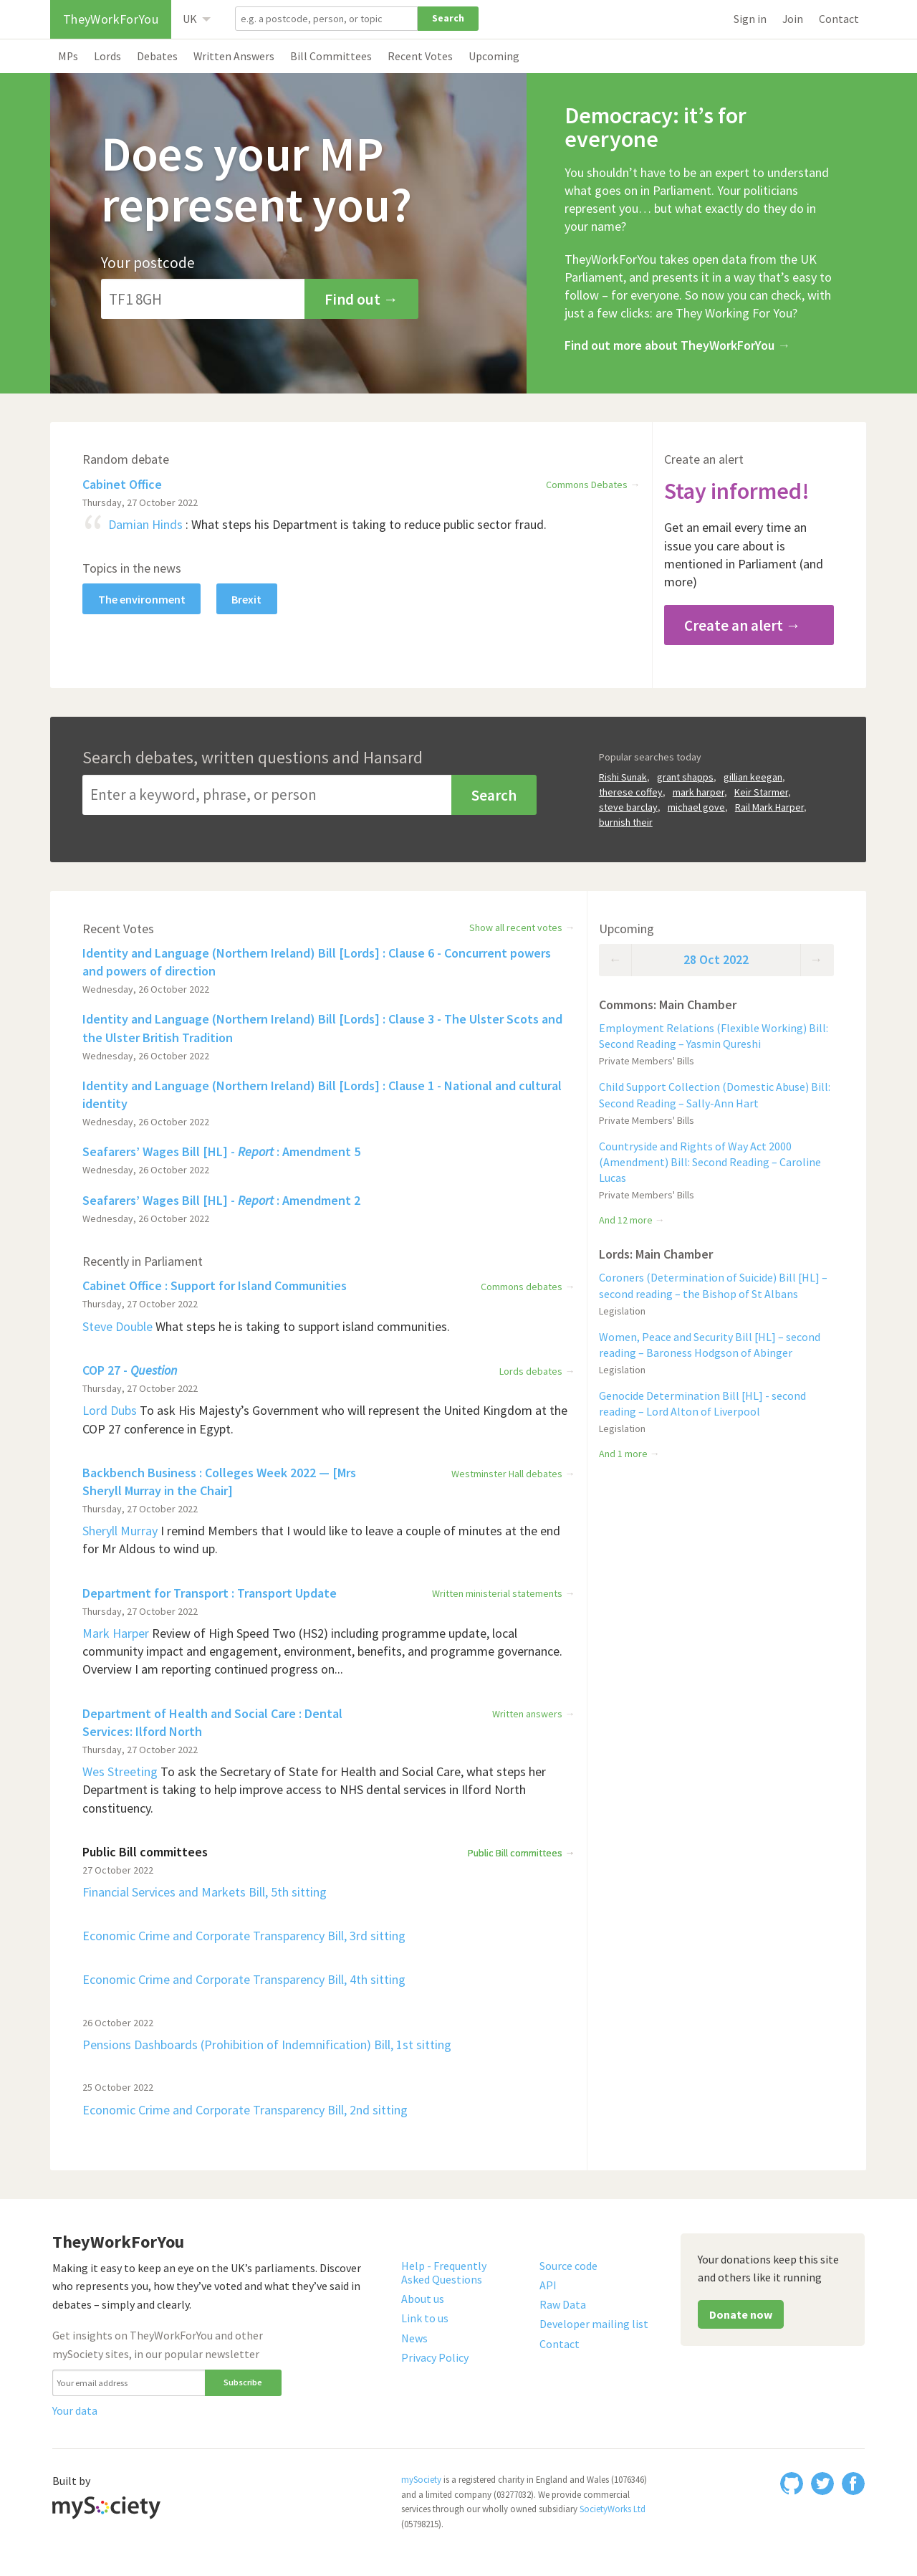 TheyWorkForYou
UK
e.g. a postcode, person, or topic
Search
Sign in
Join
Contact
MPs
Lords
Debates
Written Answers
Bill Committees
Recent Votes
Upcoming
Does your MP
represent you?
Your postcode
TF1 8GH
Find out →
Democracy: it’s for
everyone
You shouldn’t have to be an expert to understand
what goes on in Parliament. Your politicians
represent you… but what exactly do they do in
your name?
TheyWorkForYou takes open data from the UK
Parliament, and presents it in a way that’s easy to
follow – for everyone. So now you can check, with
just a few clicks: are They Working For You?
Find out more about TheyWorkForYou →
Random debate
Cabinet Office
Commons Debates →
Thursday, 27 October 2022
“ Damian Hinds : What steps his Department is taking to reduce public sector fraud.
Topics in the news
The environment
Brexit
Create an alert
Stay informed!
Get an email every time an
issue you care about is
mentioned in Parliament (and
more)
Create an alert →
Search debates, written questions and Hansard
Enter a keyword, phrase, or person
Search
Popular searches today
Rishi Sunak, grant shapps, gillian keegan,
therese coffey, mark harper, Keir Starmer,
steve barclay, michael gove, Rail Mark Harper,
burnish their
Recent Votes
Show all recent votes →
Identity and Language (Northern Ireland) Bill [Lords] : Clause 6 - Concurrent powers
and powers of direction
Wednesday, 26 October 2022
Identity and Language (Northern Ireland) Bill [Lords] : Clause 3 - The Ulster Scots and
the Ulster British Tradition
Wednesday, 26 October 2022
Identity and Language (Northern Ireland) Bill [Lords] : Clause 1 - National and cultural
identity
Wednesday, 26 October 2022
Seafarers’ Wages Bill [HL] - Report : Amendment 5
Wednesday, 26 October 2022
Seafarers’ Wages Bill [HL] - Report : Amendment 2
Wednesday, 26 October 2022
Recently in Parliament
Cabinet Office : Support for Island Communities
Commons debates →
Thursday, 27 October 2022
Steve Double What steps he is taking to support island communities.
COP 27 - Question
Lords debates →
Thursday, 27 October 2022
Lord Dubs To ask His Majesty’s Government who will represent the United Kingdom at the
COP 27 conference in Egypt.
Backbench Business : Colleges Week 2022 — [Mrs
Sheryll Murray in the Chair]
Westminster Hall debates →
Thursday, 27 October 2022
Sheryll Murray I remind Members that I would like to leave a couple of minutes at the end
for Mr Aldous to wind up.
Department for Transport : Transport Update
Written ministerial statements →
Thursday, 27 October 2022
Mark Harper Review of High Speed Two (HS2) including programme update, local
community impact and engagement, environment, benefits, and programme governance.
Overview I am reporting continued progress on...
Department of Health and Social Care : Dental
Services: Ilford North
Written answers →
Thursday, 27 October 2022
Wes Streeting To ask the Secretary of State for Health and Social Care, what steps her
Department is taking to help improve access to NHS dental services in Ilford North
constituency.
Public Bill committees
Public Bill committees →
27 October 2022
Financial Services and Markets Bill, 5th sitting
Economic Crime and Corporate Transparency Bill, 3rd sitting
Economic Crime and Corporate Transparency Bill, 4th sitting
26 October 2022
Pensions Dashboards (Prohibition of Indemnification) Bill, 1st sitting
25 October 2022
Economic Crime and Corporate Transparency Bill, 2nd sitting
Upcoming
← 28 Oct 2022 →
Commons: Main Chamber
Employment Relations (Flexible Working) Bill:
Second Reading – Yasmin Qureshi
Private Members' Bills
Child Support Collection (Domestic Abuse) Bill:
Second Reading – Sally-Ann Hart
Private Members' Bills
Countryside and Rights of Way Act 2000
(Amendment) Bill: Second Reading – Caroline
Lucas
Private Members' Bills
And 12 more →
Lords: Main Chamber
Coroners (Determination of Suicide) Bill [HL] –
second reading – the Bishop of St Albans
Legislation
Women, Peace and Security Bill [HL] – second
reading – Baroness Hodgson of Abinger
Legislation
Genocide Determination Bill [HL] - second
reading – Lord Alton of Liverpool
Legislation
And 1 more →
TheyWorkForYou
Making it easy to keep an eye on the UK’s parliaments. Discover
who represents you, how they’ve voted and what they’ve said in
debates – simply and clearly.
Get insights on TheyWorkForYou and other
mySociety sites, in our popular newsletter
Your email address
Subscribe
Your data
Help - Frequently
Asked Questions
About us
Link to us
News
Privacy Policy
Source code
API
Raw Data
Developer mailing list
Contact
Your donations keep this site
and others like it running
Donate now
Built by
mySociety
mySociety is a registered charity in England and Wales (1076346)
and a limited company (03277032). We provide commercial
services through our wholly owned subsidiary SocietyWorks Ltd
(05798215).